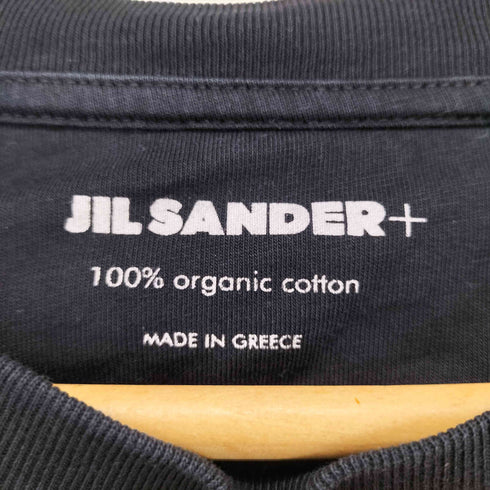 JIL SANDER+
100% organic cotton
MADE IN GREECE